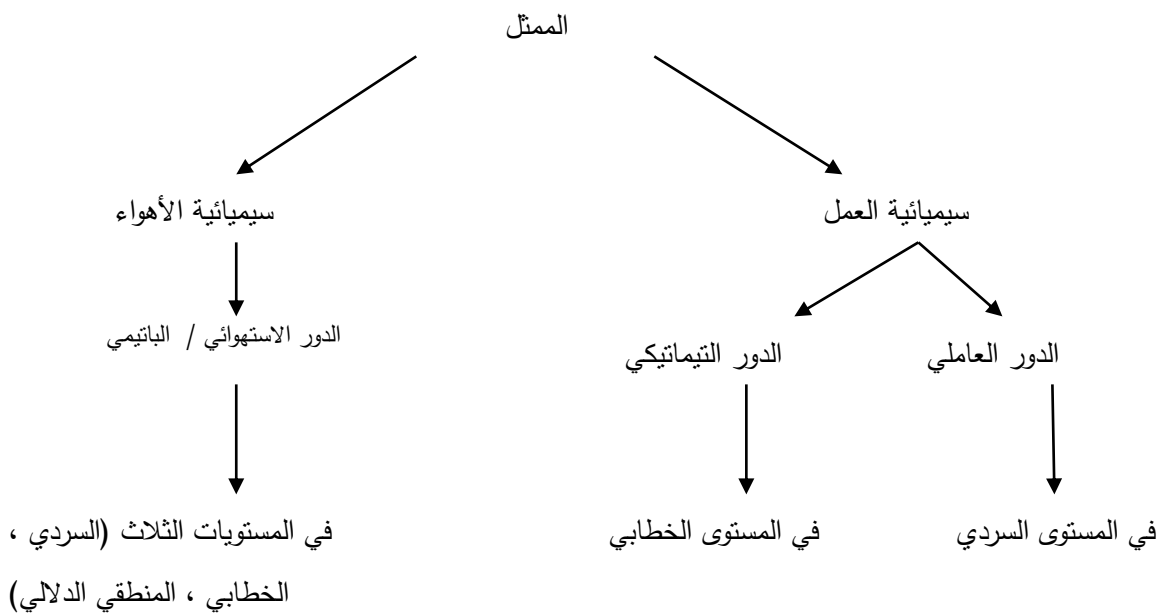 الممثل
سيميائية العمل
سيميائية الأهواء
الدور الاستهوائي / الباتيمي
الدور العاملي
الدور التيماتيكي
في المستوى السردي
في المستوى الخطابي
في المستويات الثلاث (السردي ،
الخطابي ، المنطقي الدلالي)